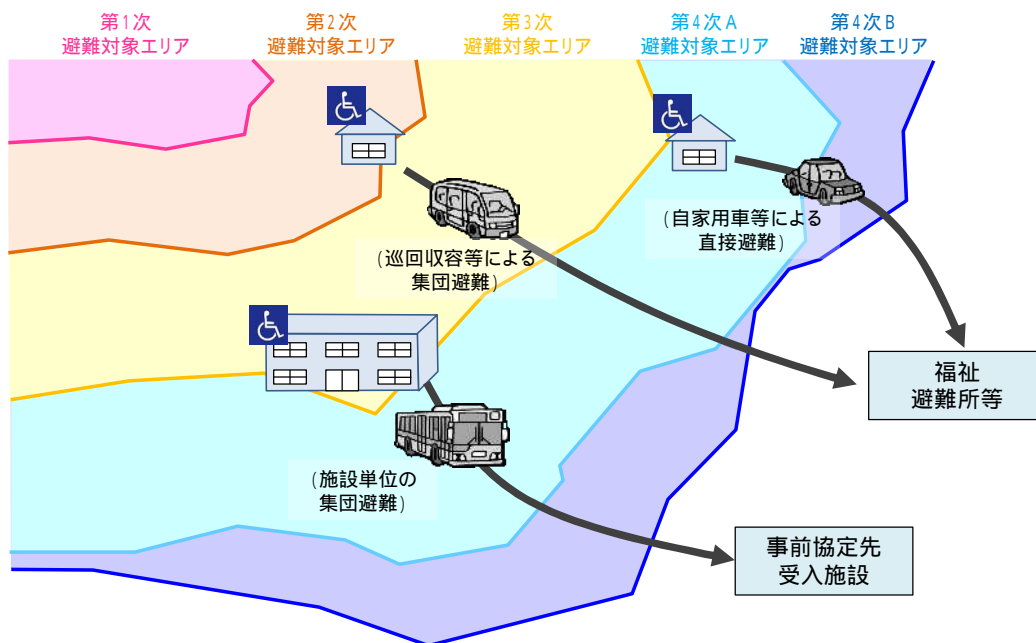 第1次
避難対象エリア
第2次
避難対象エリア
第3次
避難対象エリア
第4次A
避難対象エリア
第4次B
避難対象エリア
(巡回収容等による
集団避難)
(自家用車等による
直接避難)
(施設単位の
集団避難)
福祉
避難所等
事前協定先
受入施設